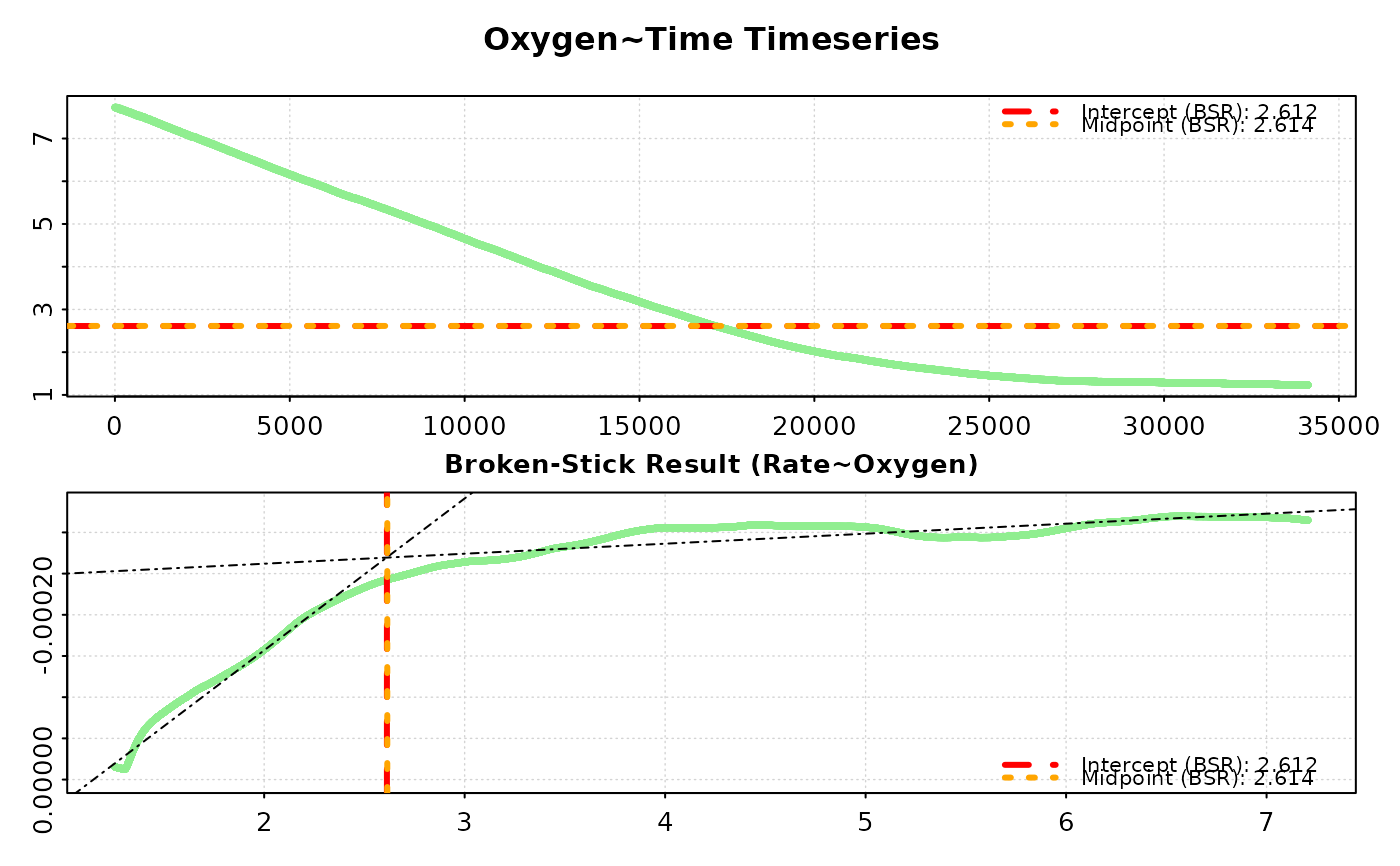 Oxygen~Time Timeseries
Intercept (BSR): 2.612
Midpoint (BSR): 2.614
7
5
3
1
0 5000 10000 15000 20000 25000 30000 35000
Broken-Stick Result (Rate~Oxygen)
-0.00020
0.00000
Intercept (BSR): 2.612
Midpoint (BSR): 2.614
2 3 4 5 6 7